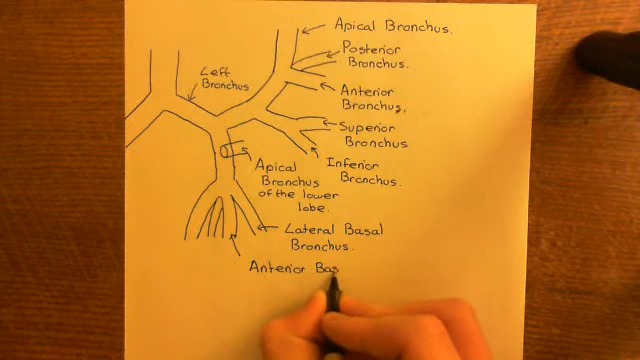 Apical Bronchus.
Posterior
Bronchus.
Left
Bronchus
Anterior
Bronchus.
Superior
Bronchus
Inferior
Bronchus.
Apical
Bronchus
of the lower
lobe.
Lateral Basal
Bronchus.
Anterior Bas